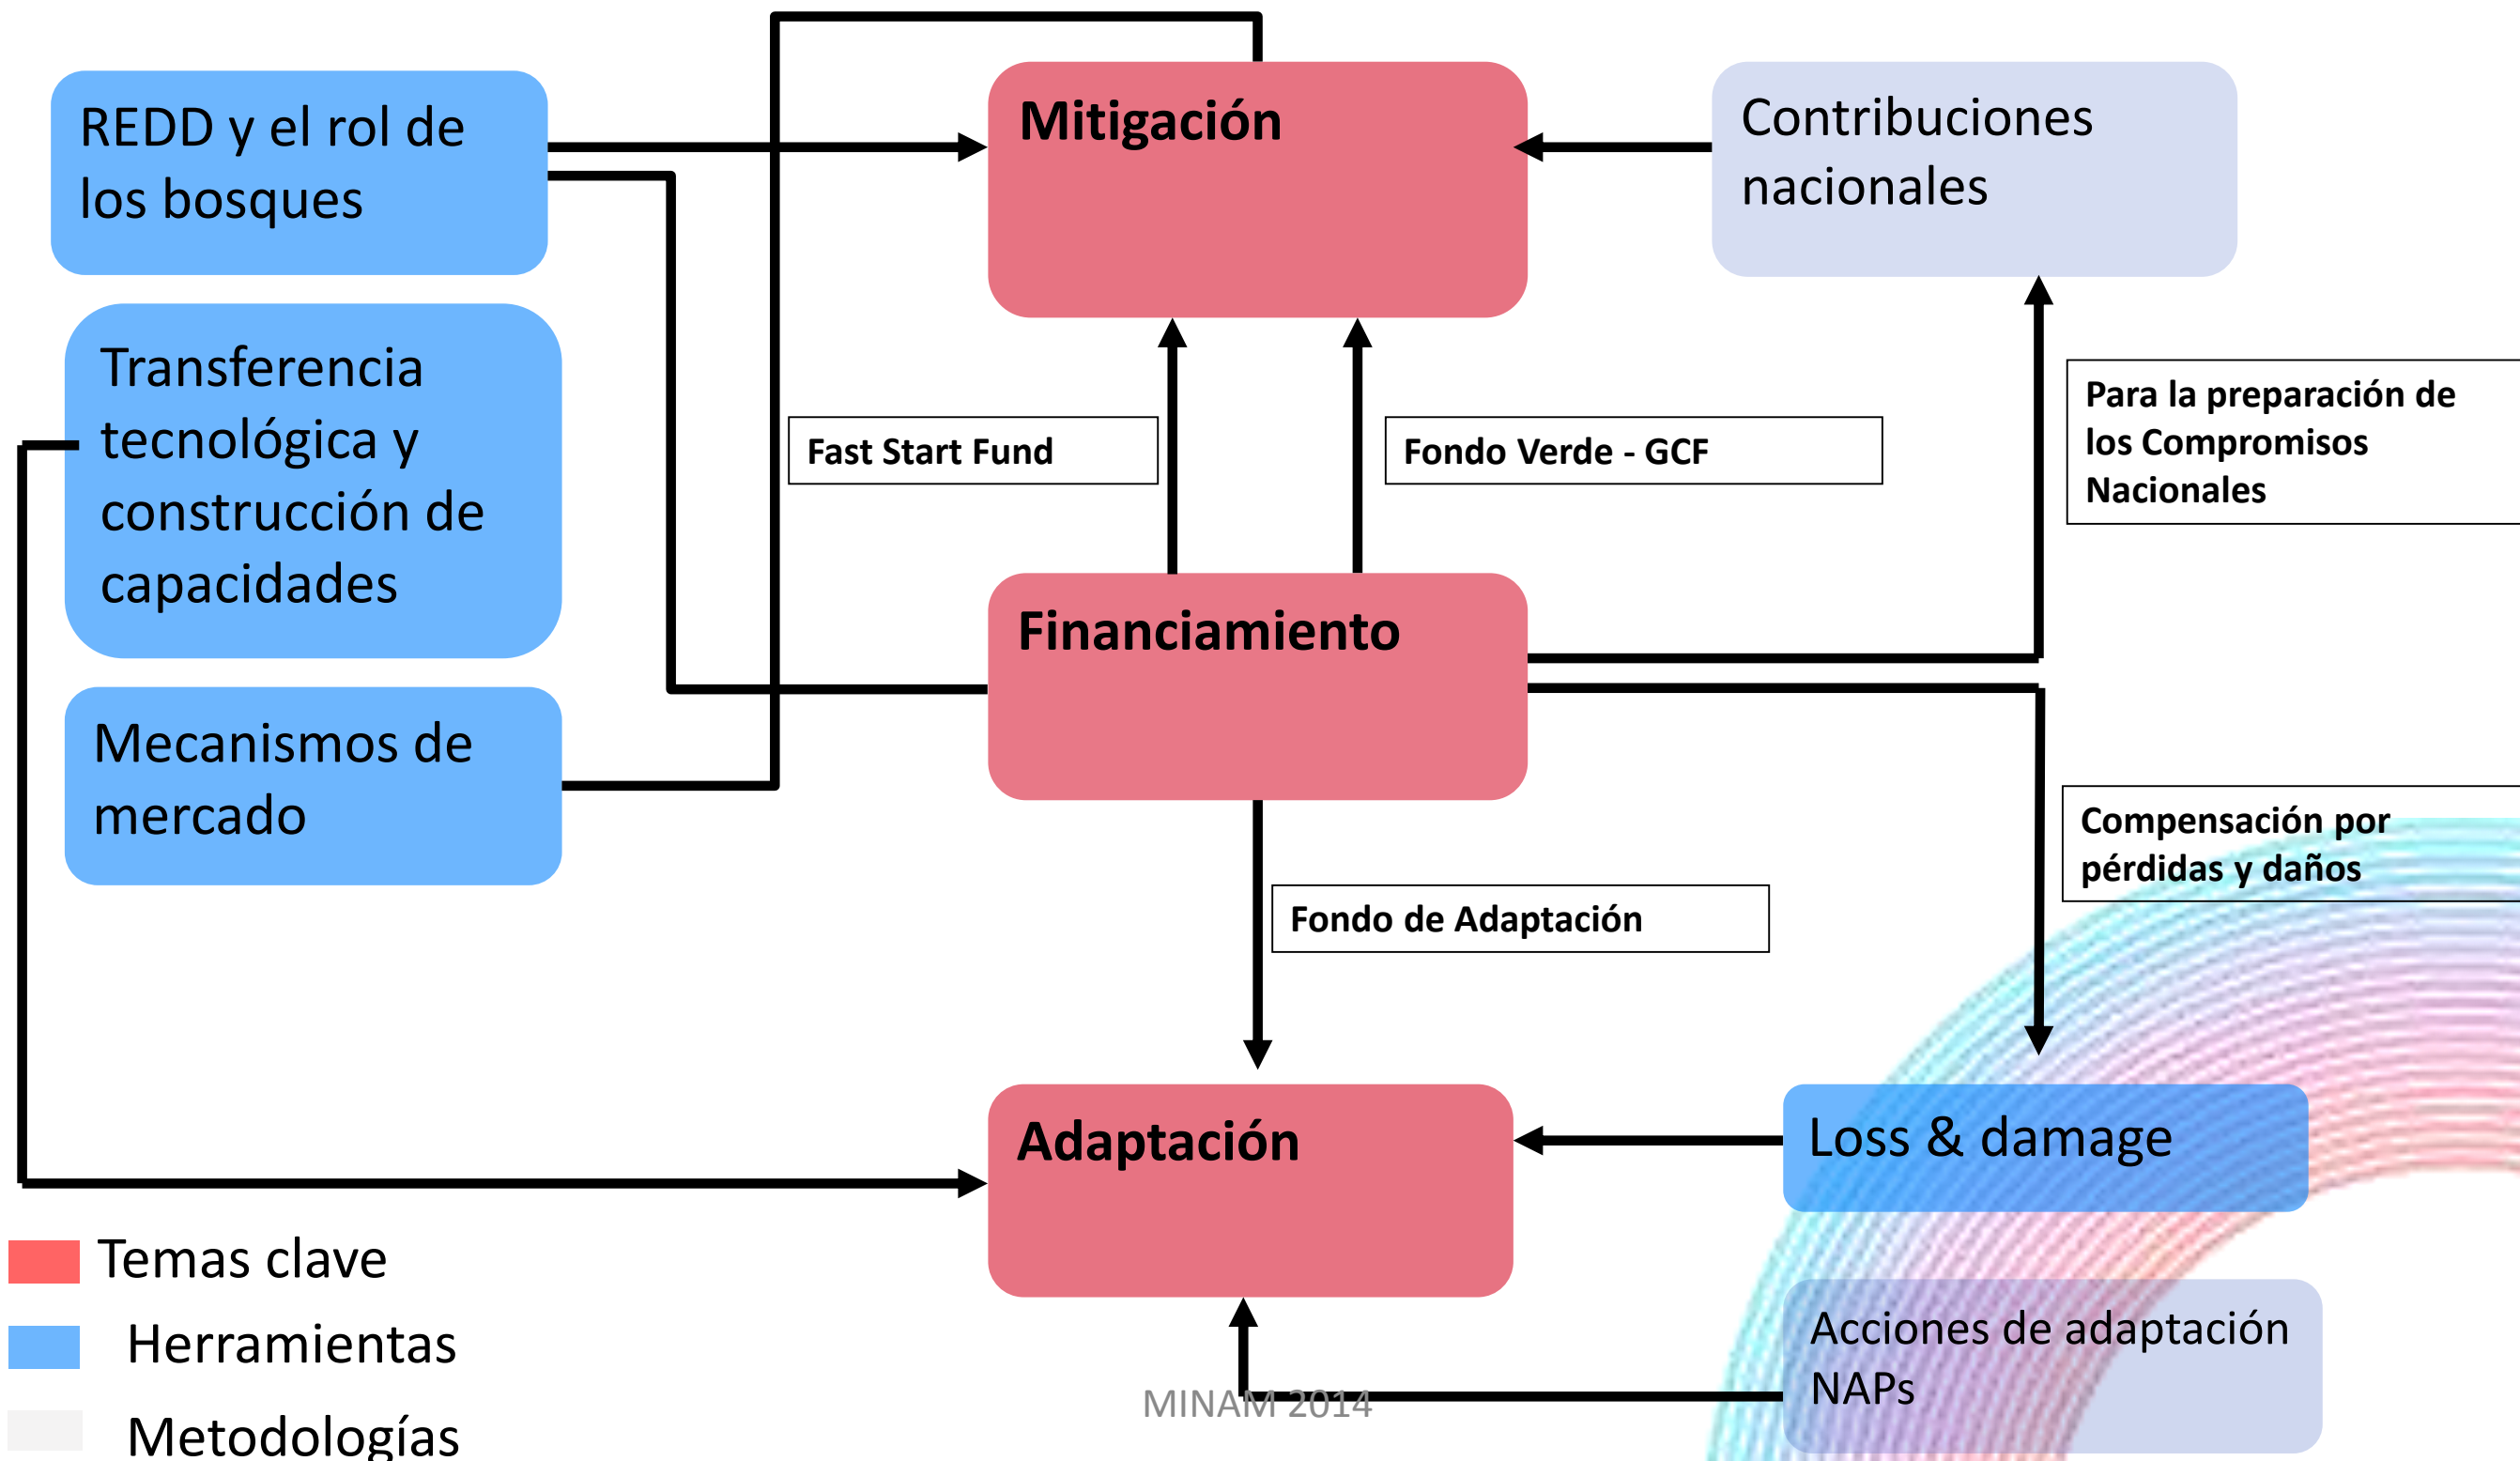 REDD y el rol de
los bosques
Mitigación
Contribuciones
nacionales
Transferencia
tecnológica y
construcción de
capacidades
Fast Start Fund
Fondo Verde - GCF
Para la preparación de
los Compromisos
Nacionales
Financiamiento
Mecanismos de
mercado
Compensación por
pérdidas y daños
Fondo de Adaptación
Adaptación
Loss & damage
Acciones de adaptación
NAPs
Temas clave
Herramientas
Metodologías
MINAM 2014